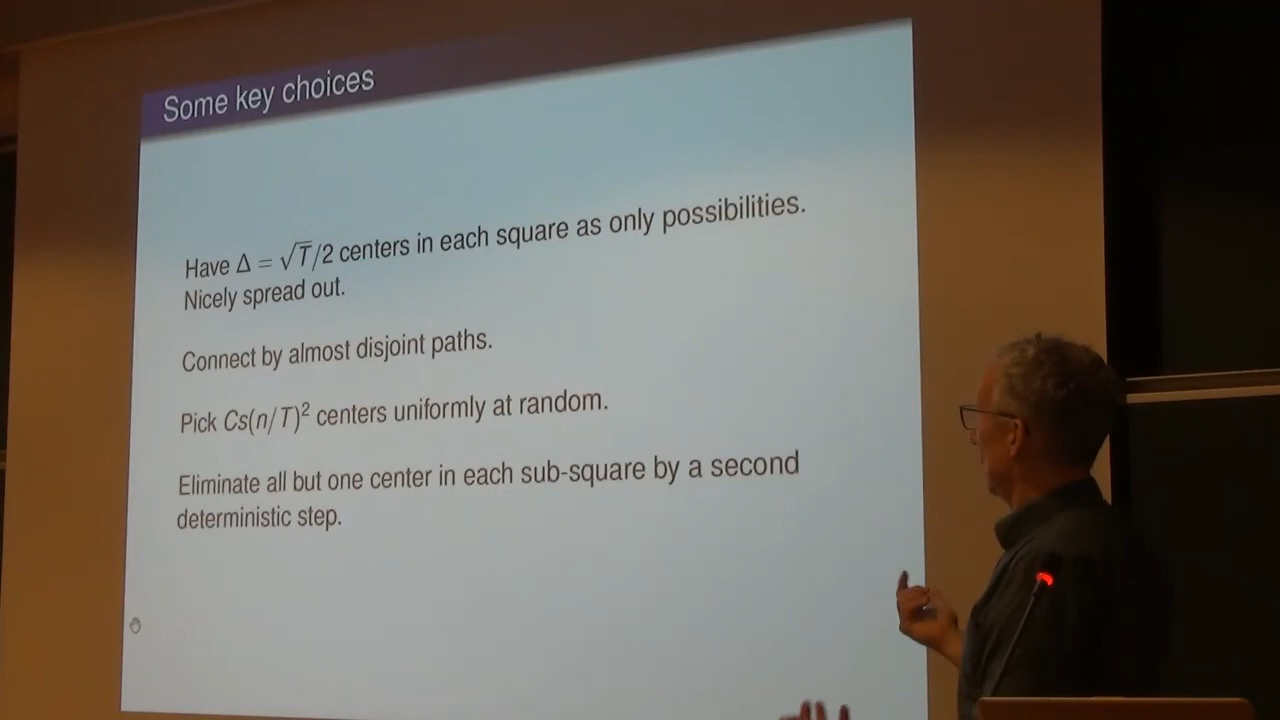 Some key choices
Have Δ = √T/2 centers in each square as only possibilities.
Nicely spread out.
Connect by almost disjoint paths.
Pick Cs(n/T)² centers uniformly at random.
Eliminate all but one center in each sub-square by a second
deterministic step.